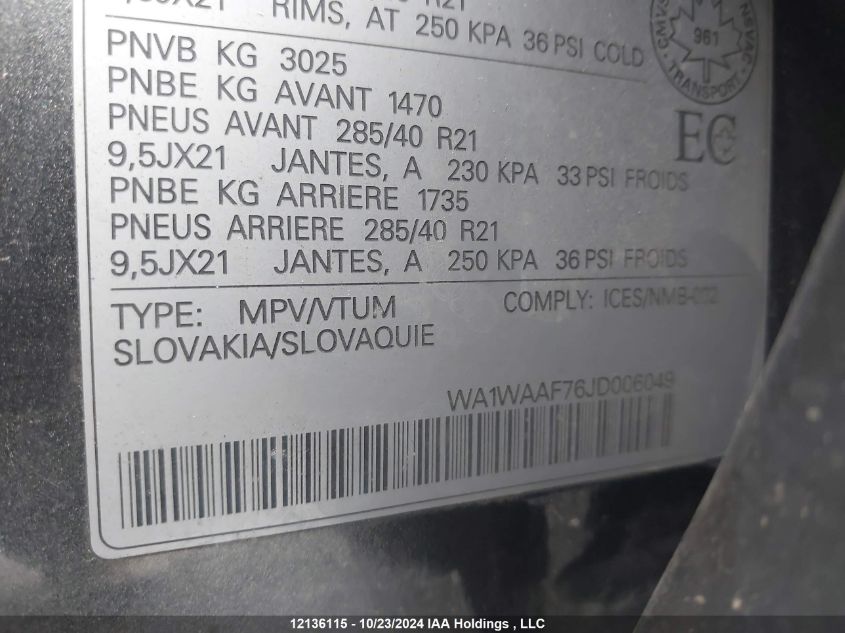 RIMS, AT 250 KPA 36 PSI COLD
PNVB KG 3025
PNBE KG AVANT 1470
PNEUS AVANT 285/40 R21
9,5JX21 JANTES, A 230 KPA 33 PSI FROIDS
PNBE KG ARRIERE 1735
PNEUS ARRIERE 285/40 R21
9,5JX21 JANTES, A 250 KPA 36 PSI FROIDS
961
TRANSPORT
EC
TYPE: MPV/VTUM COMPLY: ICES/NMB-002
SLOVAKIA/SLOVAQUIE
WA1WAAF76JD006049
12136115 - 10/23/2024 IAA Holdings , LLC